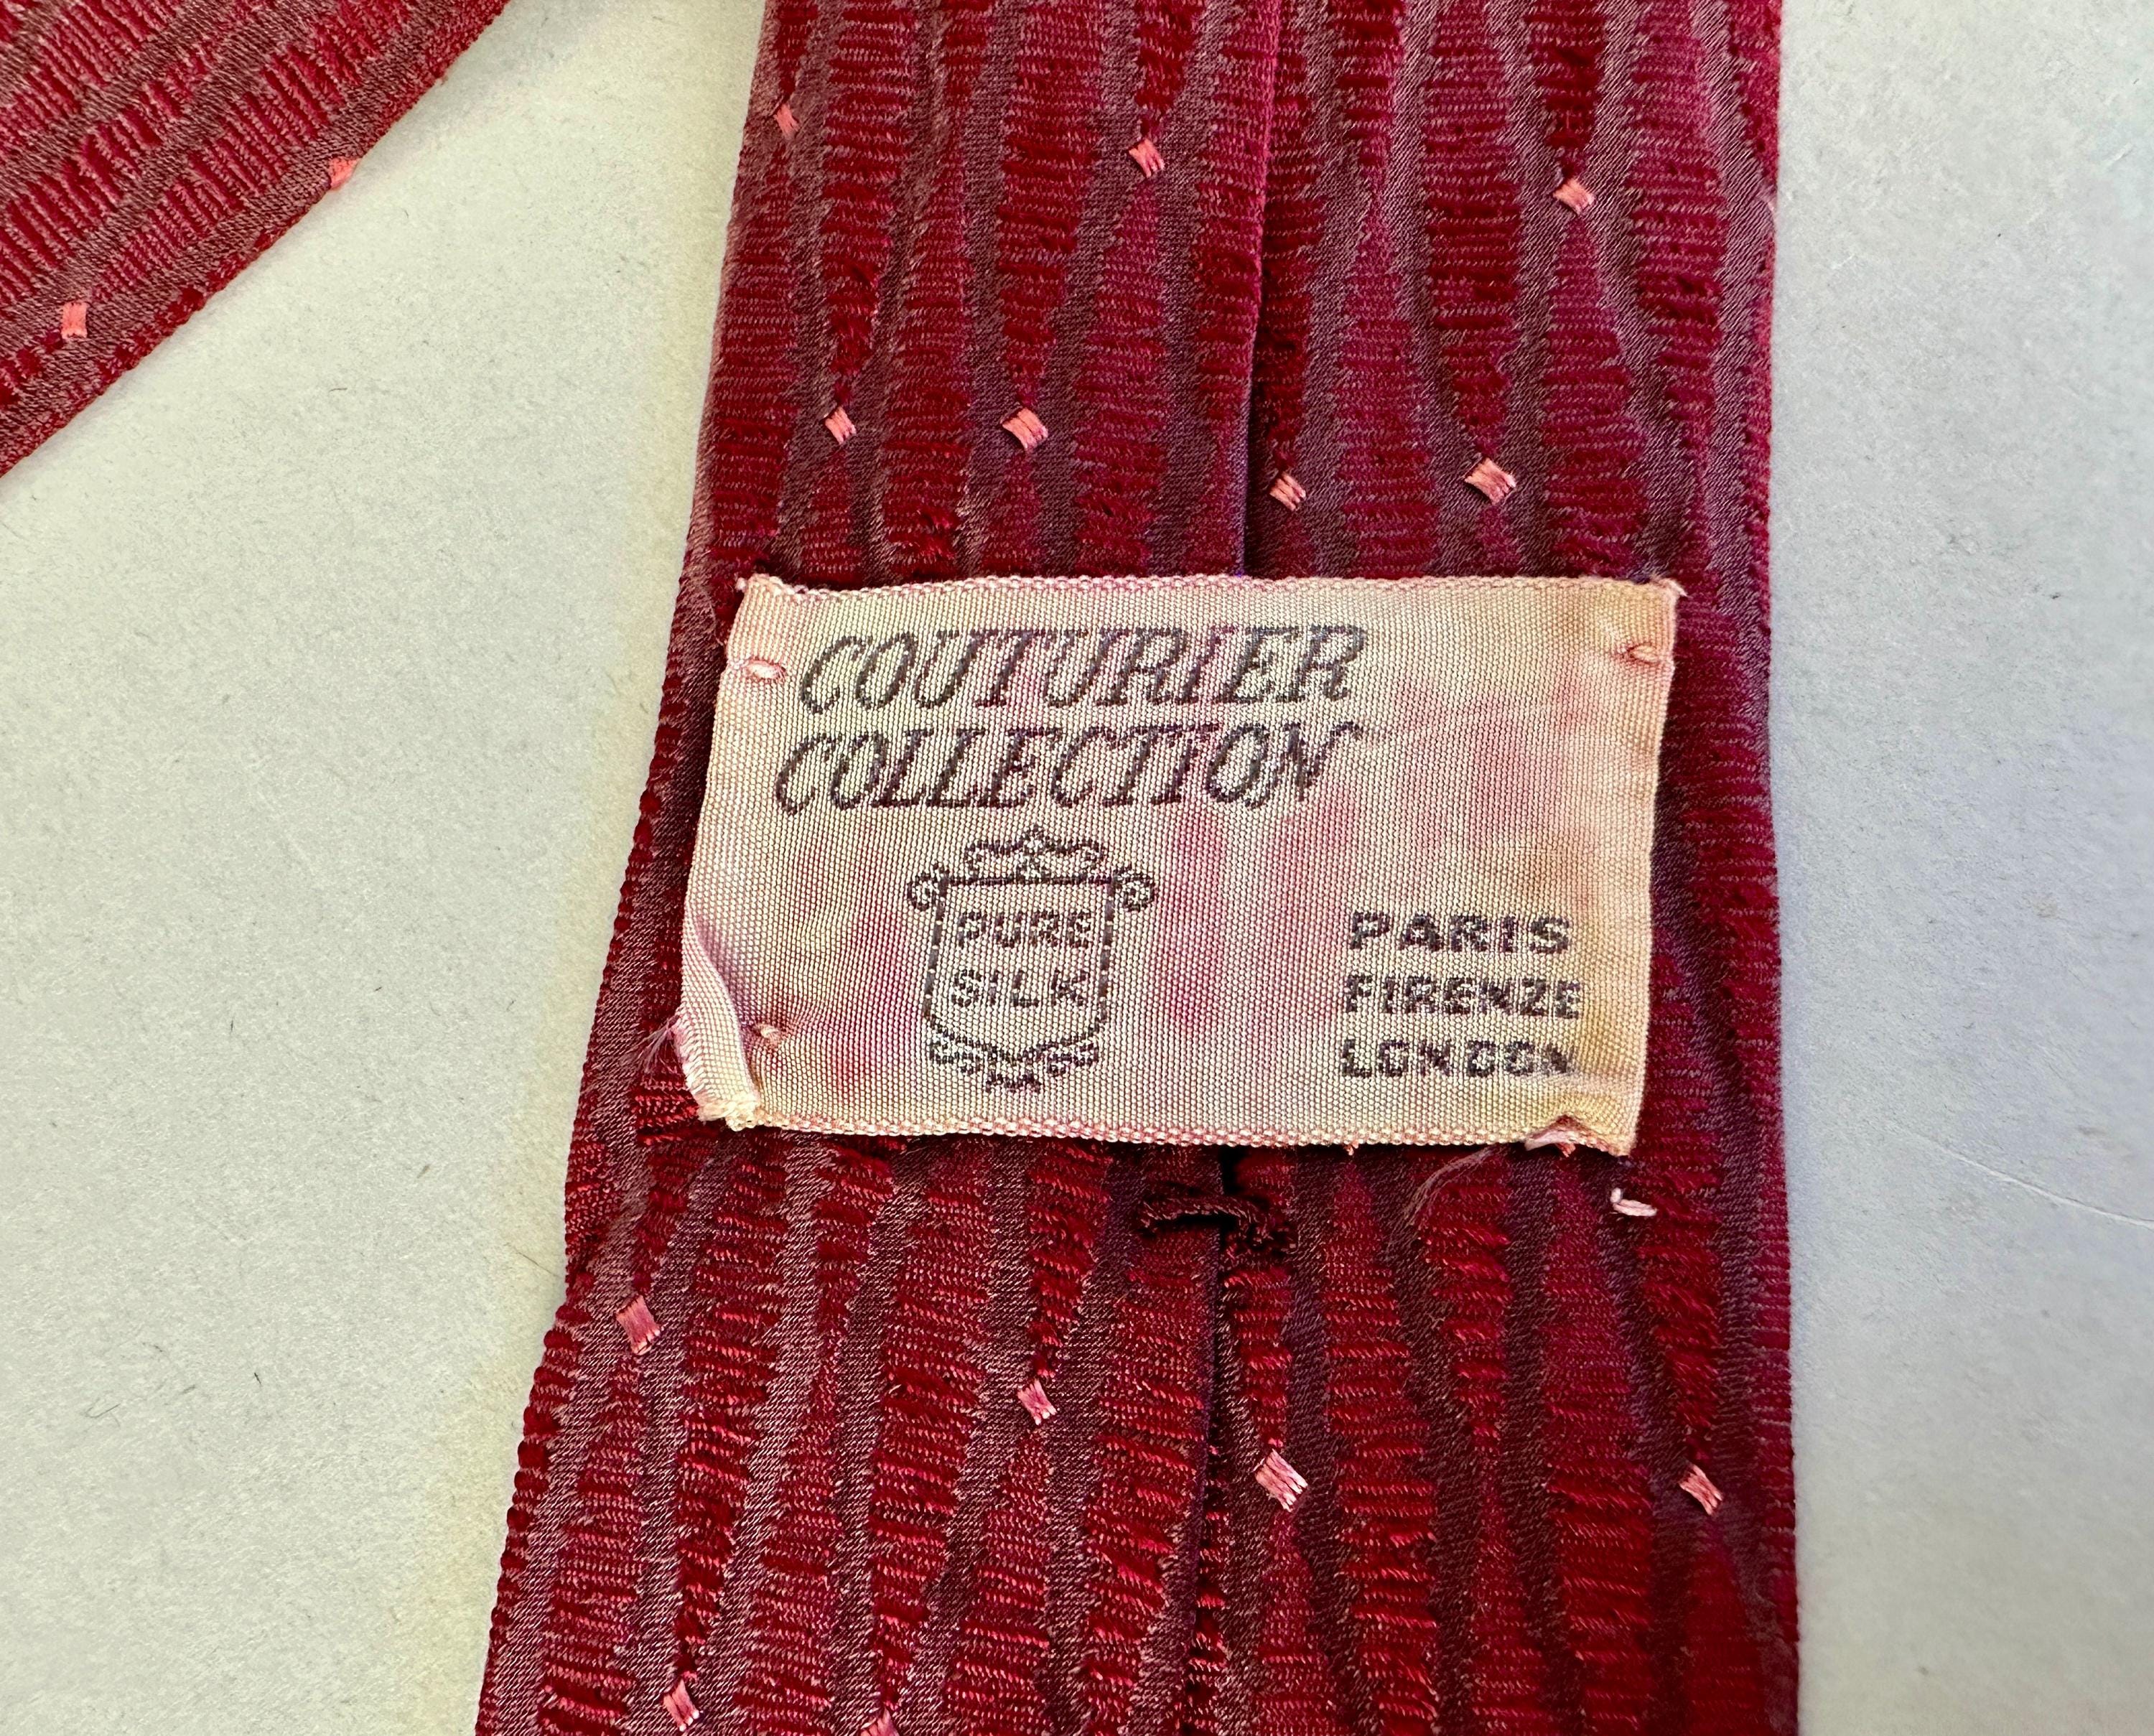 COUTURIER
COLLECTION
PURE
SILK
PARIS
FIRENZE
LONDON